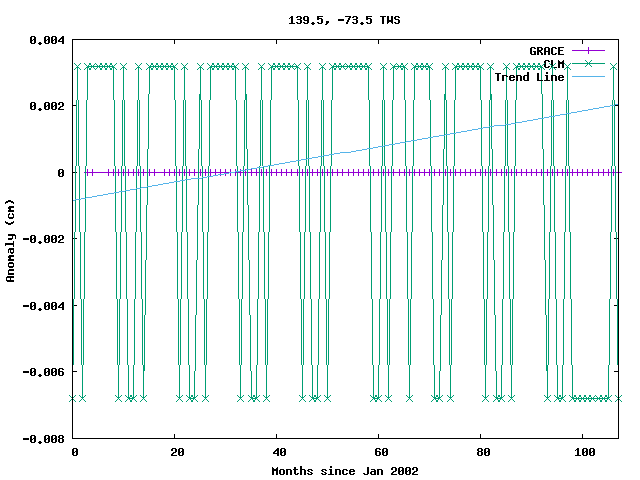 139.5, -73.5 TWS
GRACE
CLM
Trend Line
0.004
0.002
0
-0.002
-0.004
-0.006
-0.008
Anomaly (cm)
0 20 40 60 80 100
Months since Jan 2002